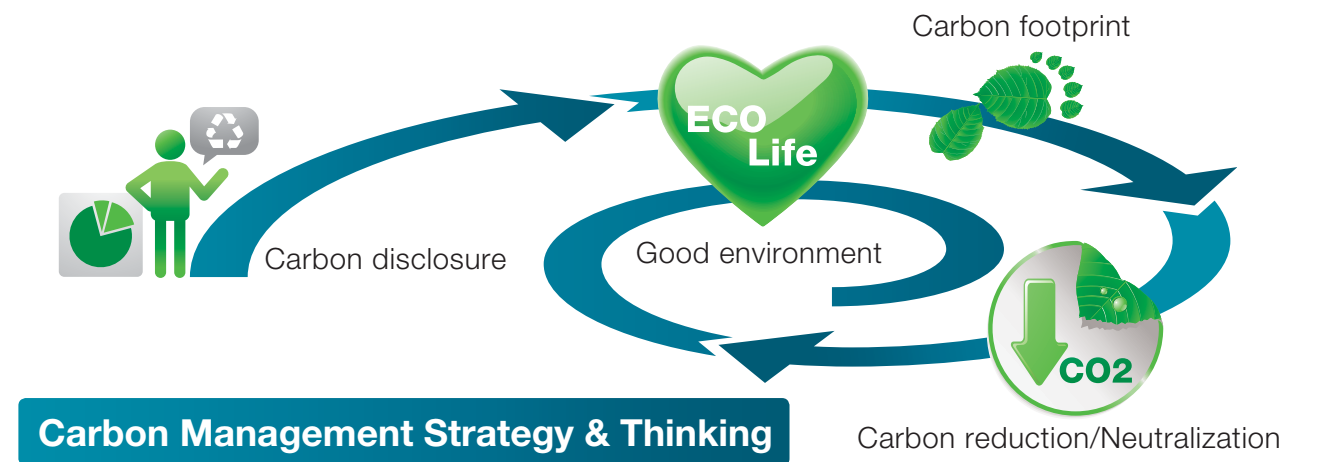 Carbon footprint
ECO
Life
Carbon disclosure
Good environment
CO2
Carbon Management Strategy & Thinking
Carbon reduction/Neutralization